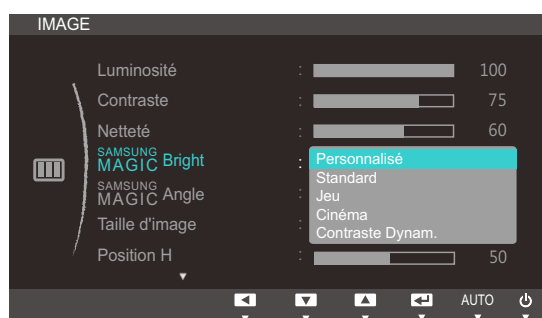 IMAGE
Luminosité : 100
Contraste : 75
Netteté : 60
SAMSUNG MAGIC Bright : Personnalisé
Standard
SAMSUNG MAGIC Angle :
Jeu
Cinéma
Taille d'image :
Contraste Dynam.
Position H : 50
AUTO